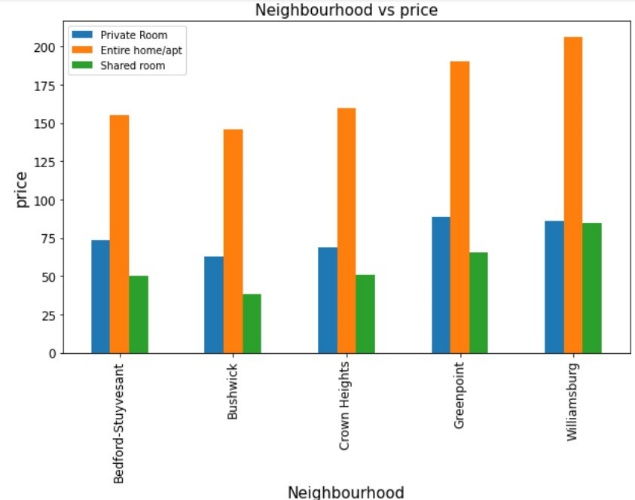 Neighbourhood vs price
Private Room
Entire home/apt
Shared room
price
200
175
150
125
100
75
50
25
0
Bedford-Stuyvesant
Bushwick
Crown Heights
Greenpoint
Williamsburg
Neighbourhood